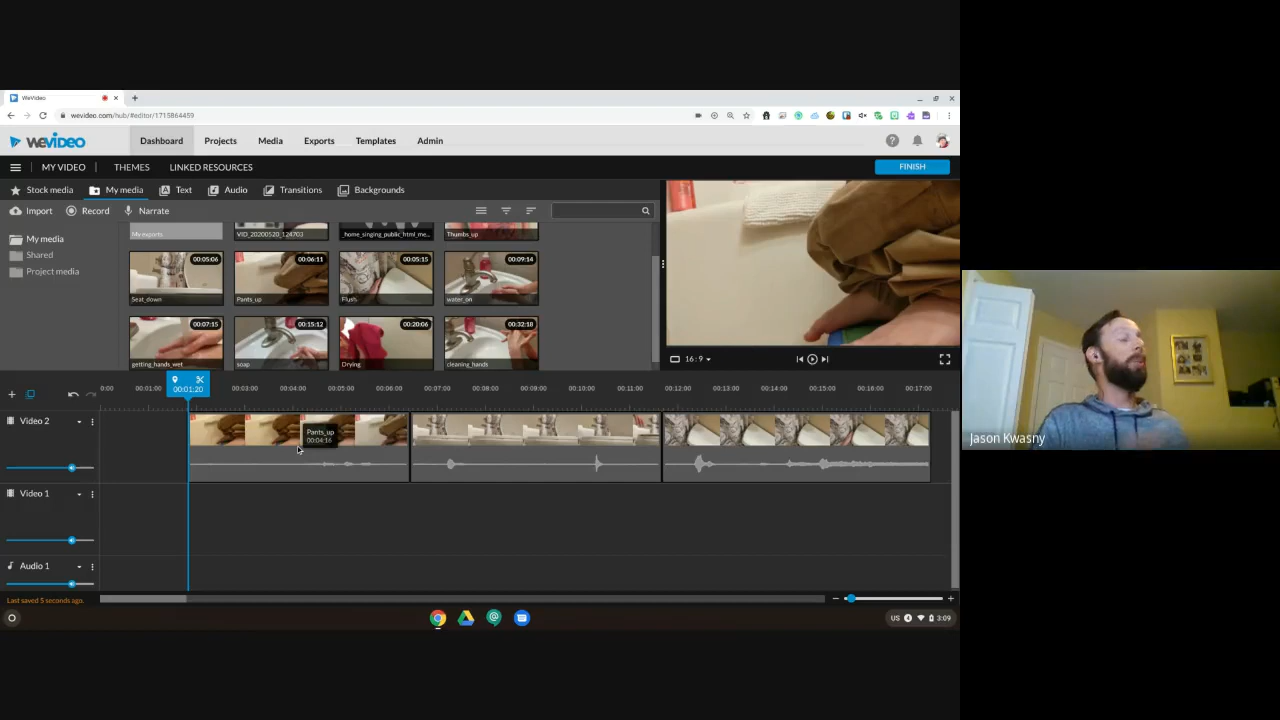 WeVideo
wevideo.com/hub/#editor/1715864459
WEVIDEO
Dashboard Projects Media Exports Templates Admin
MY VIDEO THEMES LINKED RESOURCES FINISH
Stock media My media Text Audio Transitions Backgrounds
Import Record Narrate
My media
Shared
Project media
My exports VID_20200520_124703 _home_singing_public_html_me... Thumbs_up
00:05:06 00:06:11 00:05:15 00:09:14
Seat_down Pants_up Flush water_on
00:07:15 00:15:12 00:20:06 00:32:18
getting_hands_wet soap Drying cleaning_hands
16:9
00:01:20
0:00 00:01:00 00:03:00 00:04:00 00:05:00 00:06:00 00:07:00 00:08:00 00:09:00 00:10:00 00:11:00 00:12:00 00:13:00 00:14:00 00:15:00 00:16:00 00:17:00
Video 2
Pants_up
00:04:16
Video 1
Audio 1
Last saved 5 seconds ago.
US 3:09
Jason Kwasny